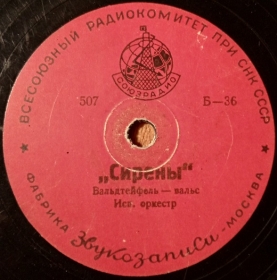 ВСЕСОЮЗНЫЙ РАДИОКОМИТЕТ ПРИ СНК СССР
СОЮЗРАДИО
507 Б—36
„Сирены“
Вальдтейфель — вальс
Исп. оркестр
ФАБРИКА Звукозаписи - МОСКВА